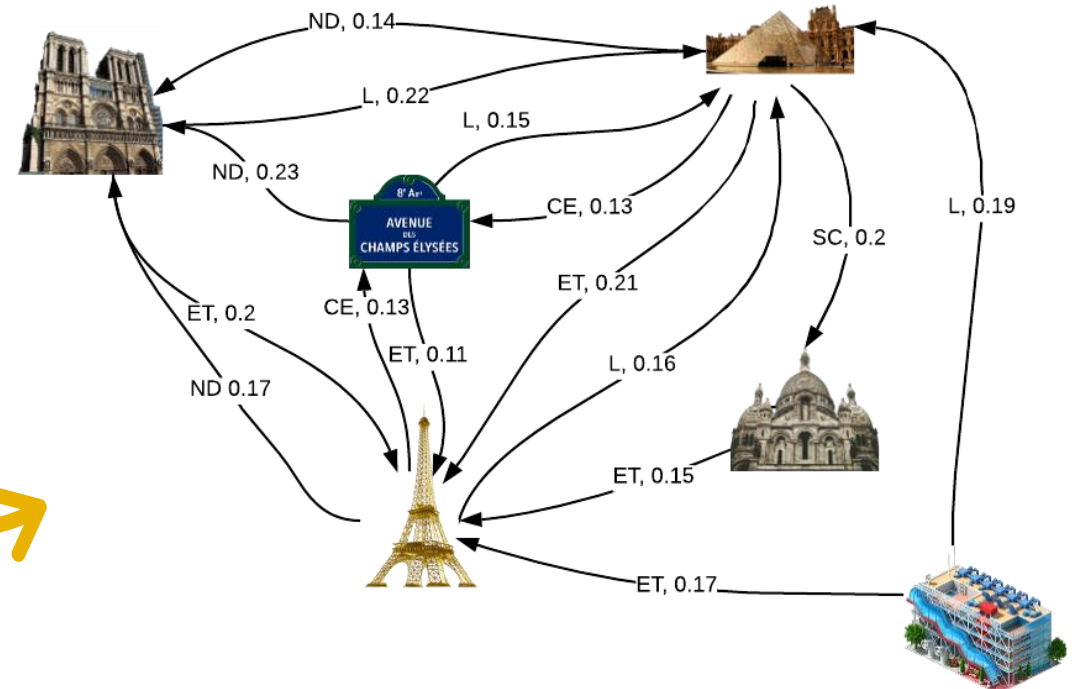 ND, 0.14
L, 0.22
L, 0.15
ND, 0.23
8e Arrt
AVENUE
DES
CHAMPS ÉLYSÉES
CE, 0.13
L, 0.19
SC, 0.2
ET, 0.21
CE, 0.13
ET, 0.2
ET, 0.11
L, 0.16
ND 0.17
ET, 0.15
ET, 0.17